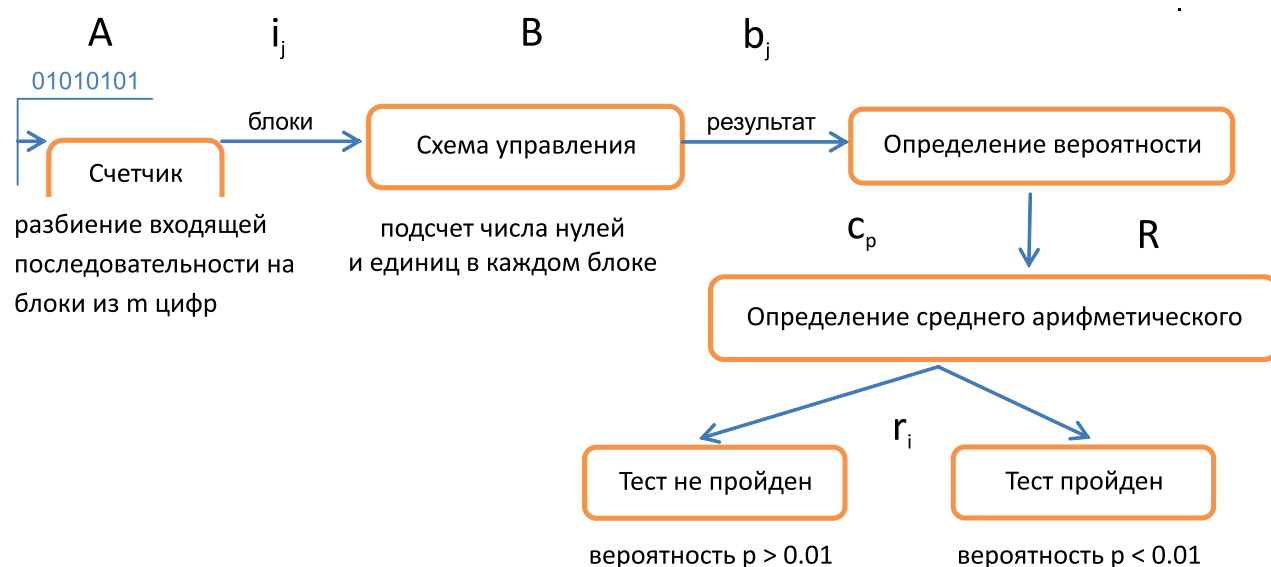 A i_j B b_j
01010101
блоки
результат
Счетчик
Схема управления
Определение вероятности
разбиение входящей
последовательности на
блоки из m цифр
подсчет числа нулей
и единиц в каждом блоке
c_p R
Определение среднего арифметического
r_i
Тест не пройден
Тест пройден
вероятность p > 0.01
вероятность p < 0.01